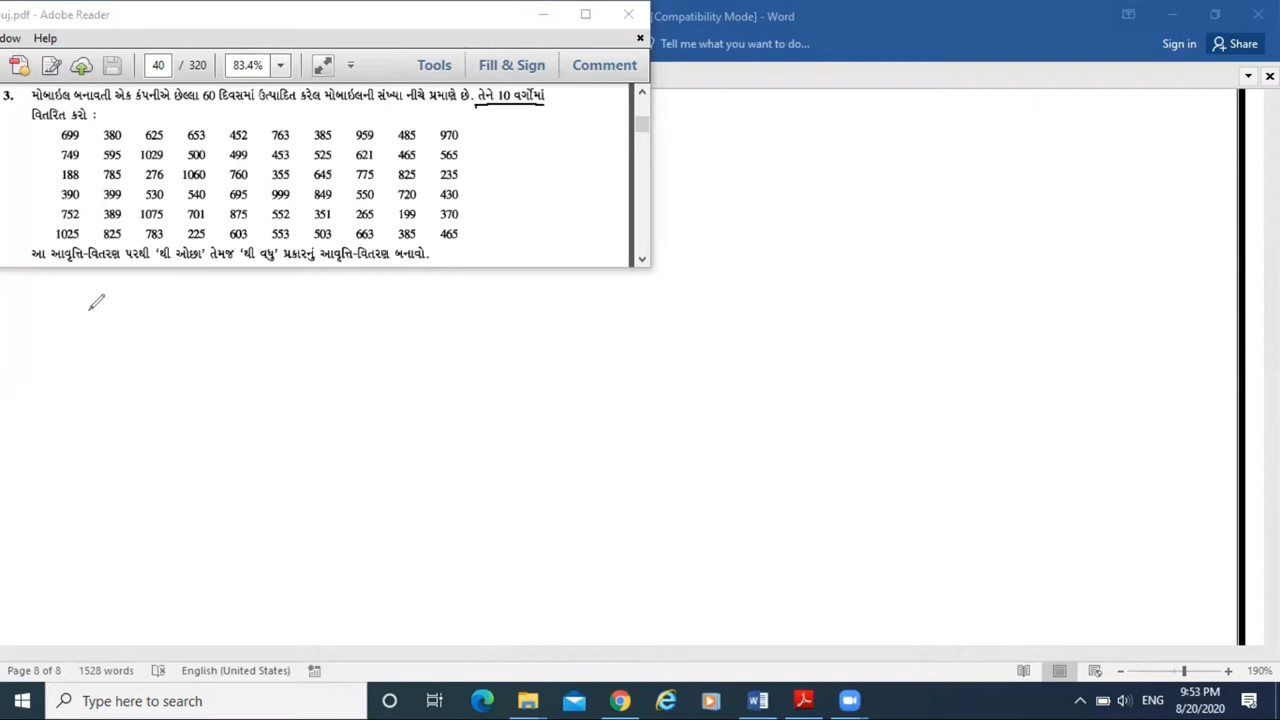 uj.pdf - Adobe Reader
[Compatibility Mode] - Word
dow Help
Tell me what you want to do...
Sign in
Share
40 / 320
83.4%
Tools
Fill & Sign
Comment
3. મોબાઇલ બનાવતી એક કંપનીએ છેલ્લા 60 દિવસમાં ઉત્પાદિત કરેલ મોબાઇલની સંખ્યા નીચે પ્રમાણે છે. તેને 10 વર્ગોમાં
વિતરિત કરો :
699 380 625 653 452 763 385 959 485 970
749 595 1029 500 499 453 525 621 465 565
188 785 276 1060 760 355 645 775 825 235
390 399 530 540 695 999 849 550 720 430
752 389 1075 701 875 552 351 265 199 370
1025 825 783 225 603 553 503 663 385 465
આ આવૃત્તિ-વિતરણ પરથી ‘થી ઓછા’ તેમજ ‘થી વધુ’ પ્રકારનું આવૃત્તિ-વિતરણ બનાવો.
Page 8 of 8
1528 words
English (United States)
190%
Type here to search
ENG
9:53 PM
8/20/2020